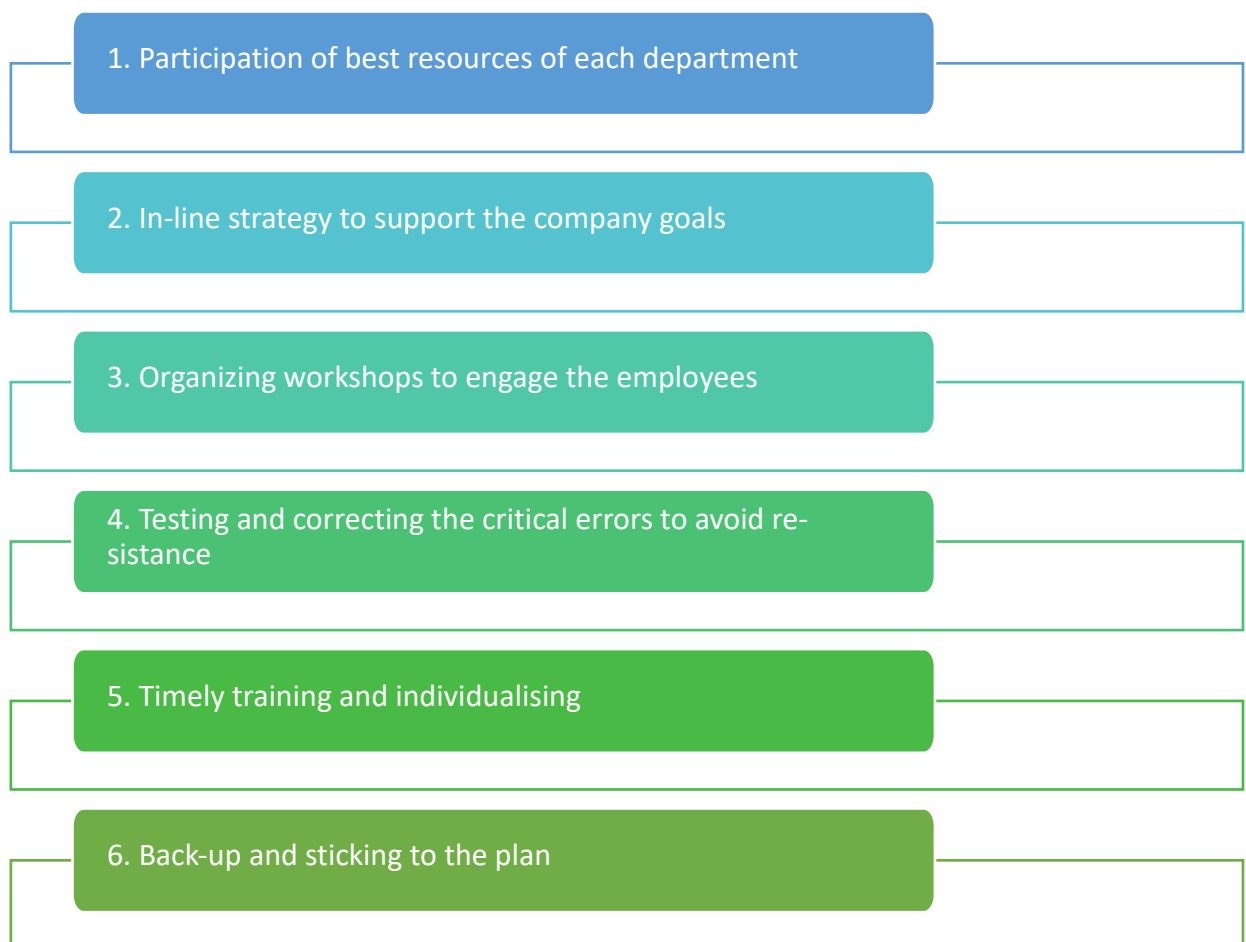 1. Participation of best resources of each department
2. In-line strategy to support the company goals
3. Organizing workshops to engage the employees
4. Testing and correcting the critical errors to avoid re-
sistance
5. Timely training and individualising
6. Back-up and sticking to the plan